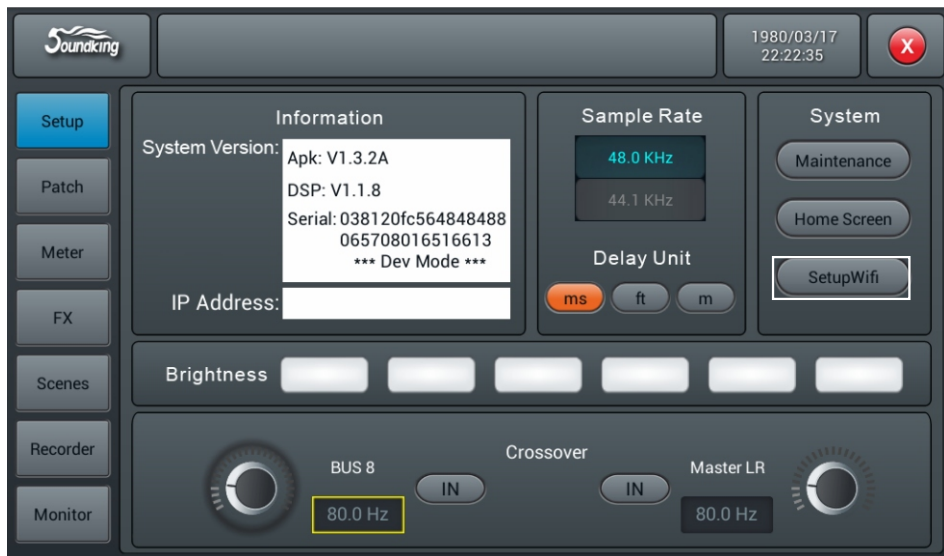 Soundking
1980/03/17
22:22:35
X
Setup
Patch
Meter
FX
Scenes
Recorder
Monitor
Information
System Version:
Apk: V1.3.2A
DSP: V1.1.8
Serial: 038120fc564848488
065708016516613
*** Dev Mode ***
IP Address:
Sample Rate
48.0 KHz
44.1 KHz
Delay Unit
ms ft m
System
Maintenance
Home Screen
SetupWifi
Brightness
Crossover
BUS 8
IN
80.0 Hz
IN
Master LR
80.0 Hz